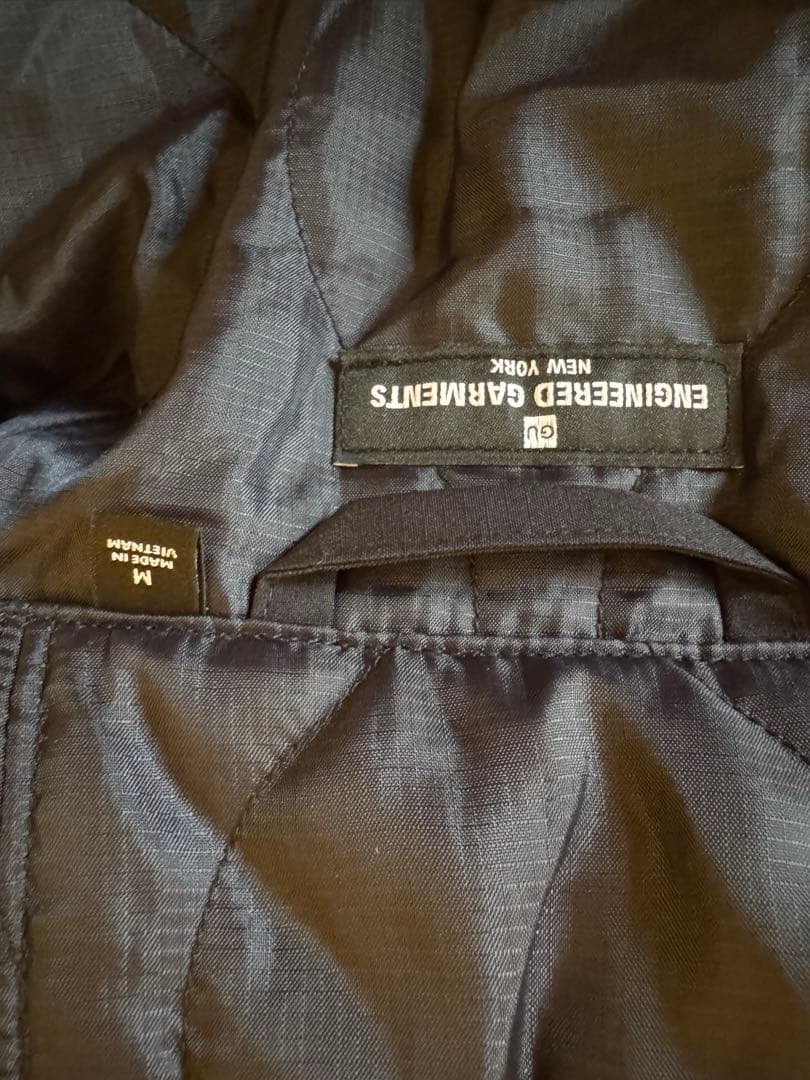 GU
ENGINEERED GARMENTS
NEW YORK
M
MADE IN
VIETNAM